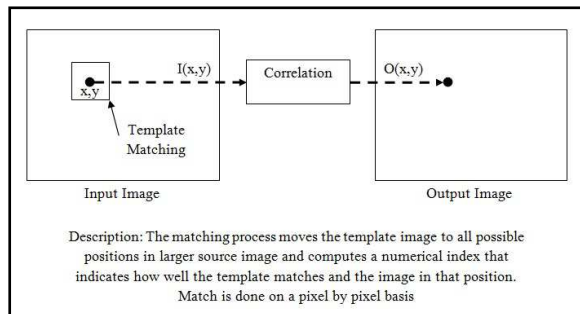 I(x,y)
Correlation
O(x,y)
x,y
Template
Matching
Input Image
Output Image
Description: The matching process moves the template image to all possible
positions in larger source image and computes a numerical index that
indicates how well the template matches and the image in that position.
Match is done on a pixel by pixel basis